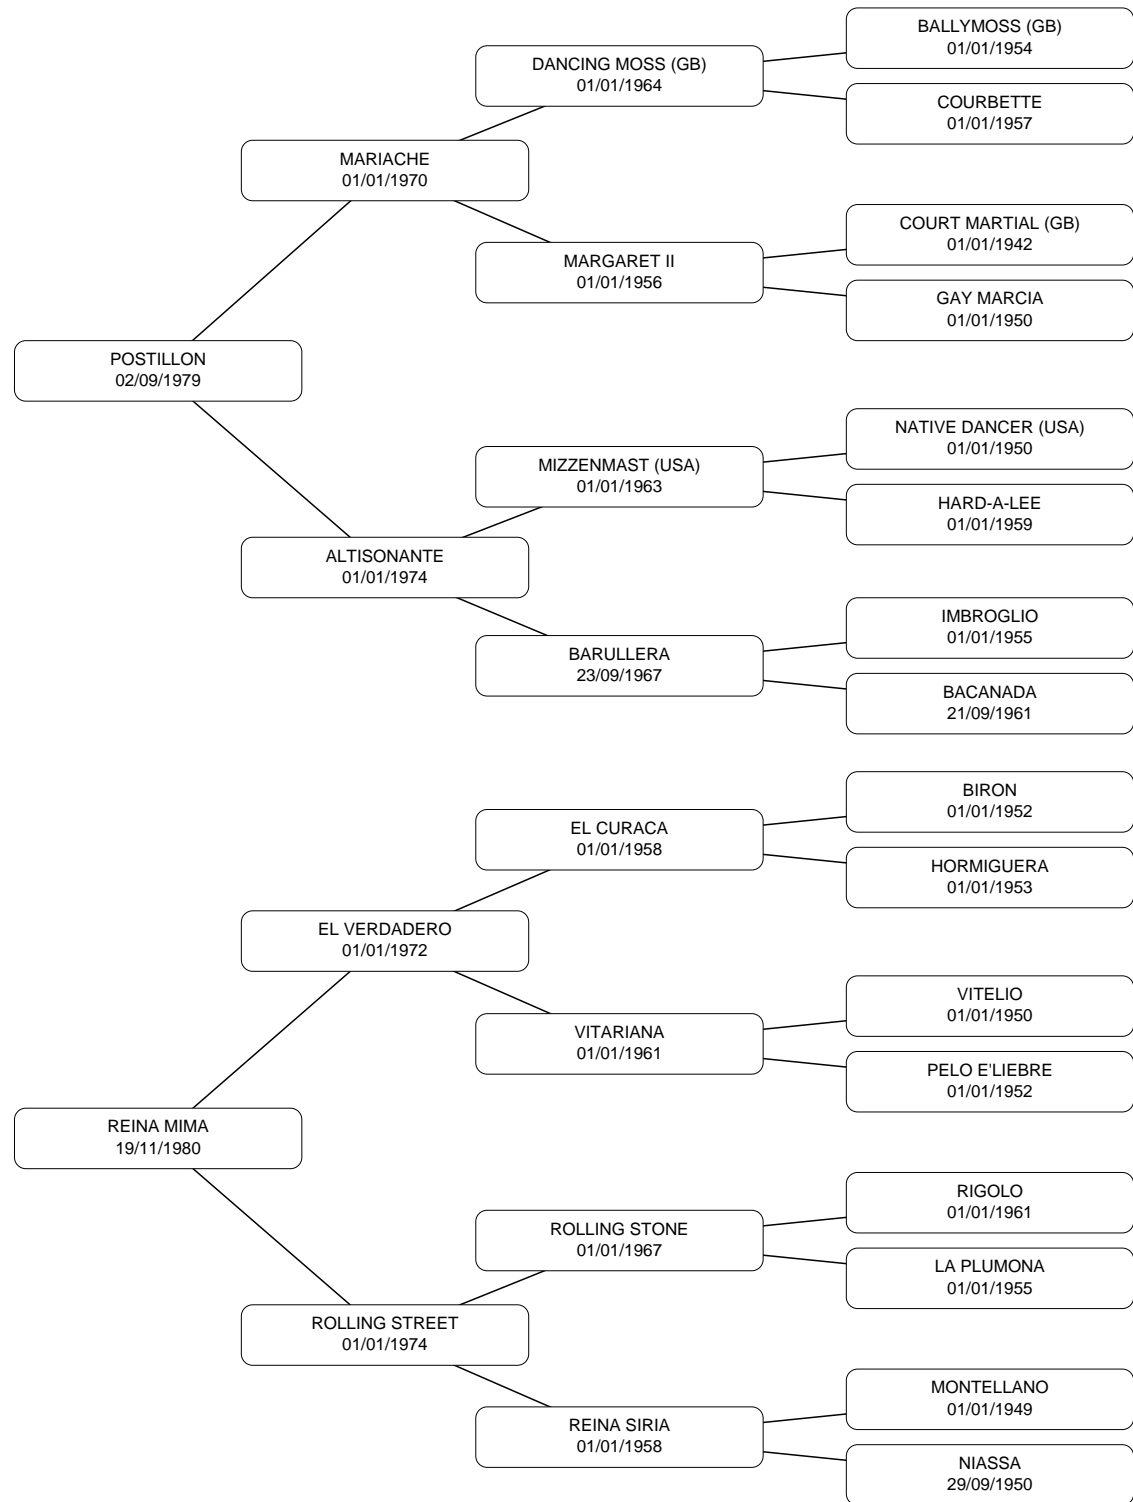 BALLYMOSS (GB)
01/01/1954
DANCING MOSS (GB)
01/01/1964
COURBETTE
01/01/1957
MARIACHE
01/01/1970
COURT MARTIAL (GB)
01/01/1942
MARGARET II
01/01/1956
GAY MARCIA
01/01/1950
POSTILLON
02/09/1979
NATIVE DANCER (USA)
01/01/1950
MIZZENMAST (USA)
01/01/1963
HARD-A-LEE
01/01/1959
ALTISONANTE
01/01/1974
IMBROGLIO
01/01/1955
BARULLERA
23/09/1967
BACANADA
21/09/1961
BIRON
01/01/1952
EL CURACA
01/01/1958
HORMIGUERA
01/01/1953
EL VERDADERO
01/01/1972
VITELIO
01/01/1950
VITARIANA
01/01/1961
PELO E'LIEBRE
01/01/1952
REINA MIMA
19/11/1980
RIGOLO
01/01/1961
ROLLING STONE
01/01/1967
LA PLUMONA
01/01/1955
ROLLING STREET
01/01/1974
MONTELLANO
01/01/1949
REINA SIRIA
01/01/1958
NIASSA
29/09/1950